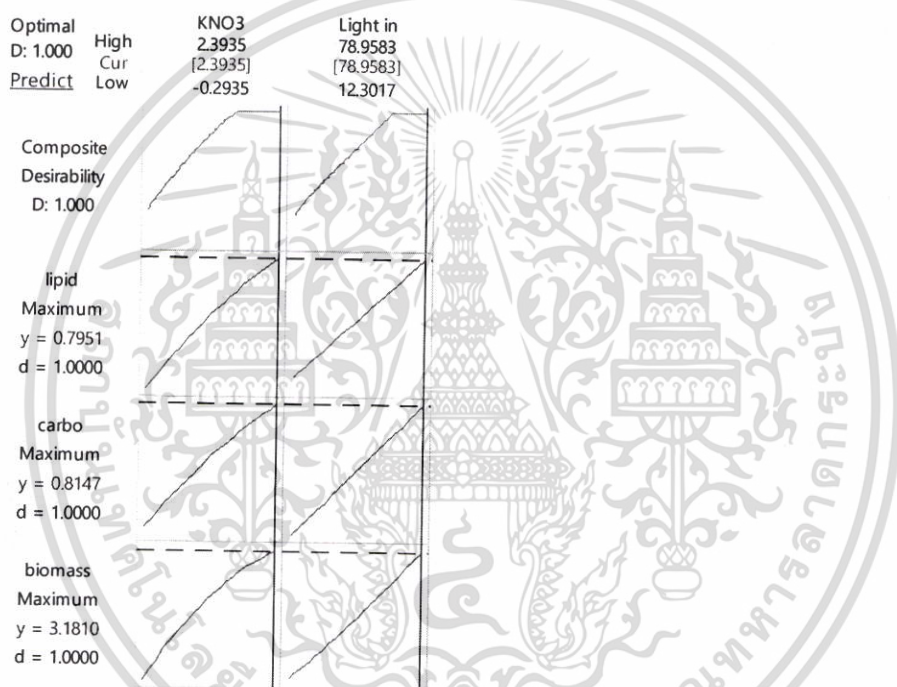 Optimal
D: 1.000
Predict
High
Cur
Low
KNO3
2.3935
[2.3935]
-0.2935
Light in
78.9583
[78.9583]
12.3017
Composite
Desirability
D: 1.000
lipid
Maximum
y = 0.7951
d = 1.0000
carbo
Maximum
y = 0.8147
d = 1.0000
biomass
Maximum
y = 3.1810
d = 1.0000